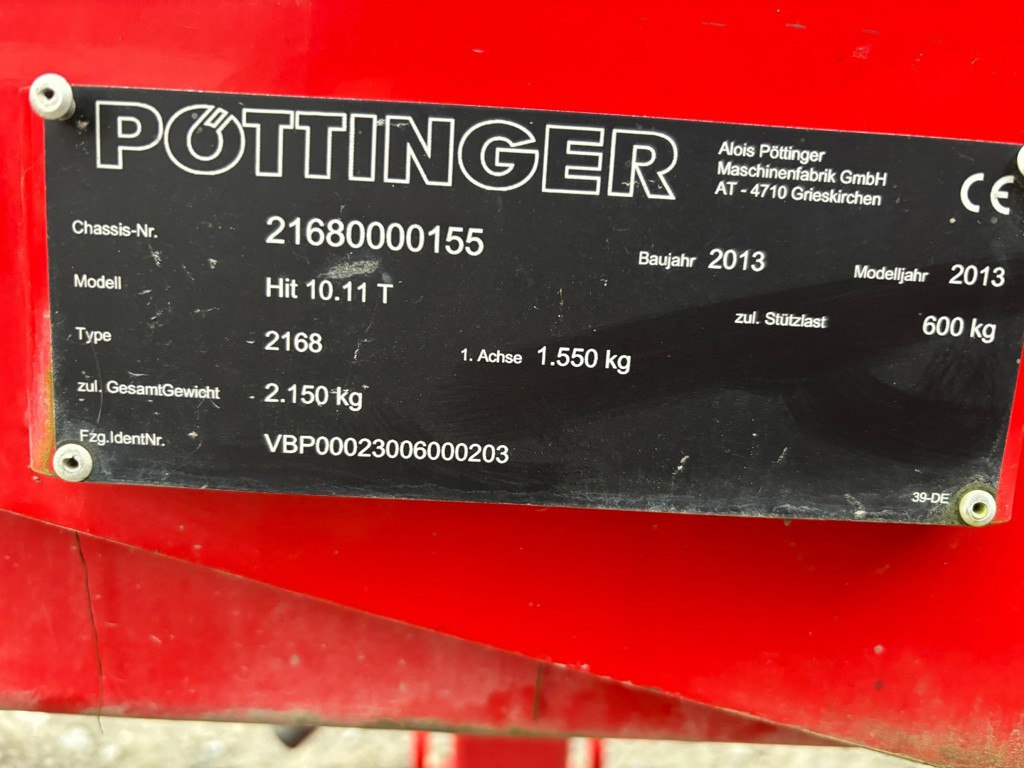 PÖTTINGER
Alois Pöttinger
Maschinenfabrik GmbH
AT - 4710 Grieskirchen
CE
Chassis-Nr. 21680000155
Baujahr 2013 Modelljahr 2013
Modell Hit 10.11 T
zul. Stützlast 600 kg
Type 2168 1. Achse 1.550 kg
zul. GesamtGewicht 2.150 kg
Fzg.IdentNr. VBP00023006000203
39-DE